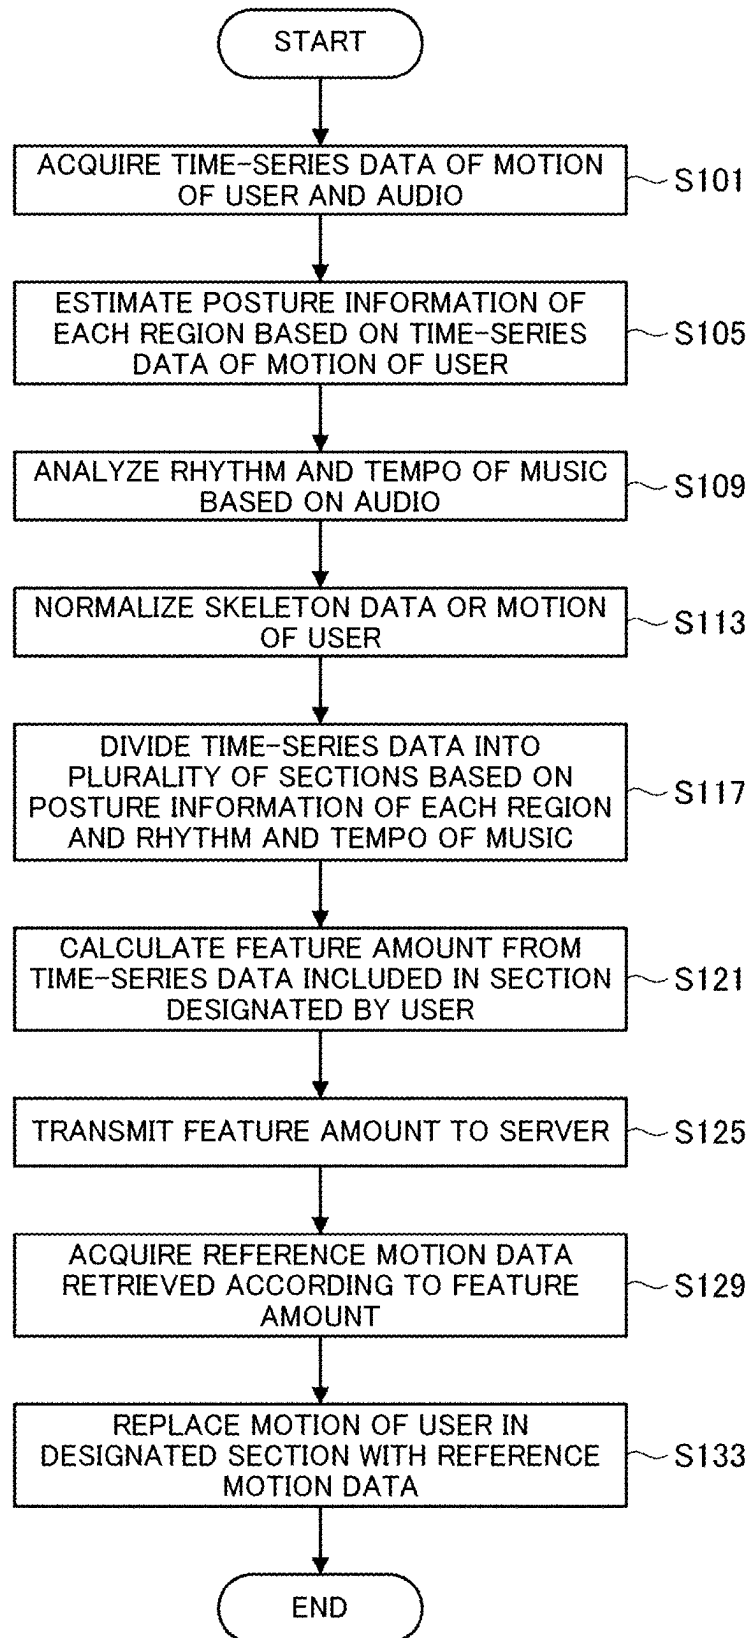 START
ACQUIRE TIME-SERIES DATA OF MOTION
OF USER AND AUDIO
S101
ESTIMATE POSTURE INFORMATION OF
EACH REGION BASED ON TIME-SERIES
DATA OF MOTION OF USER
S105
ANALYZE RHYTHM AND TEMPO OF MUSIC
BASED ON AUDIO
S109
NORMALIZE SKELETON DATA OR MOTION
OF USER
S113
DIVIDE TIME-SERIES DATA INTO
PLURALITY OF SECTIONS BASED ON
POSTURE INFORMATION OF EACH REGION
AND RHYTHM AND TEMPO OF MUSIC
S117
CALCULATE FEATURE AMOUNT FROM
TIME-SERIES DATA INCLUDED IN SECTION
DESIGNATED BY USER
S121
TRANSMIT FEATURE AMOUNT TO SERVER
S125
ACQUIRE REFERENCE MOTION DATA
RETRIEVED ACCORDING TO FEATURE
AMOUNT
S129
REPLACE MOTION OF USER IN
DESIGNATED SECTION WITH REFERENCE
MOTION DATA
S133
END